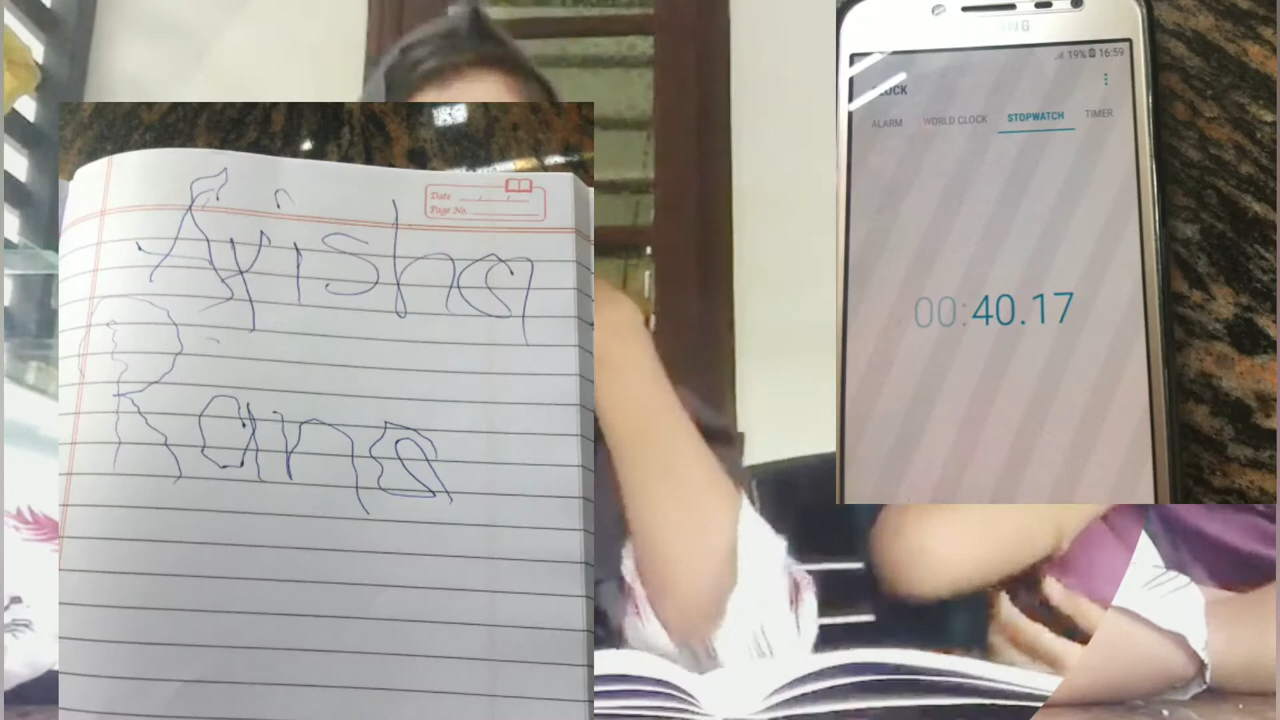 Ayisha
Rana
Date / /
Page No.
19% 16:59
ALARM WORLD CLOCK STOPWATCH TIMER
00:40.17